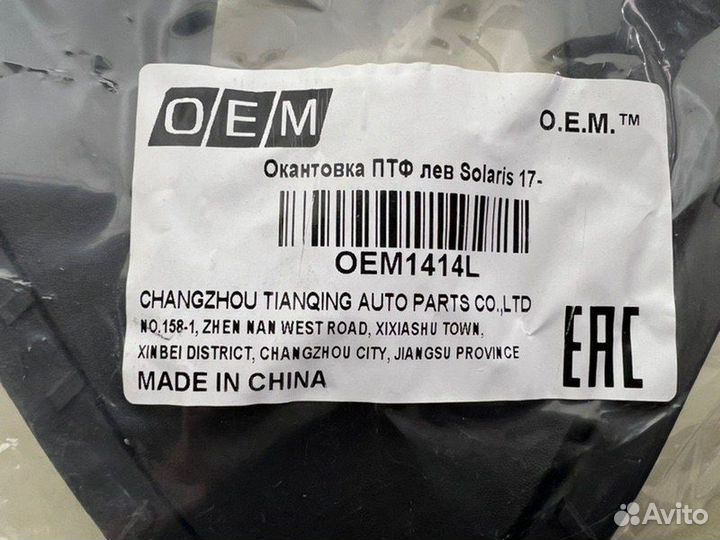 OEM
O.E.M.™
Окантовка ПТФ лев Solaris 17-
OEM1414L
CHANGZHOU TIANQING AUTO PARTS CO.,LTD
NO.158-1, ZHEN NAN WEST ROAD, XIXIASHU TOWN,
XINBEI DISTRICT, CHANGZHOU CITY, JIANGSU PROVINCE
MADE IN CHINA
EAC
Avito